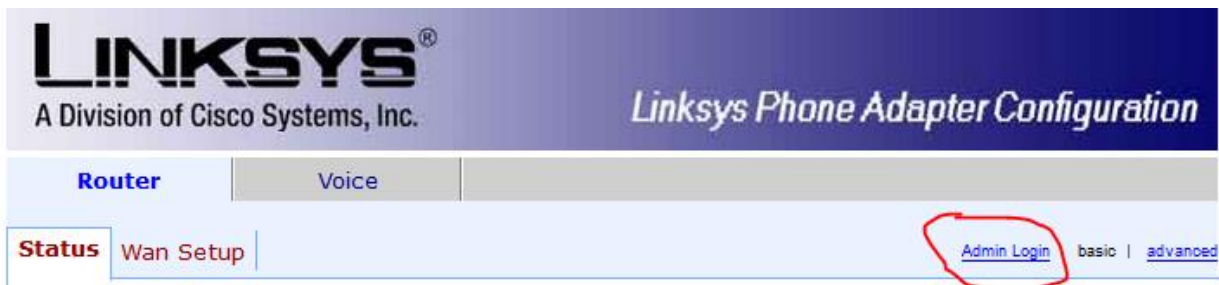 LINKSYS®
A Division of Cisco Systems, Inc.
Linksys Phone Adapter Configuration
Router Voice
Status Wan Setup Admin Login basic | advanced